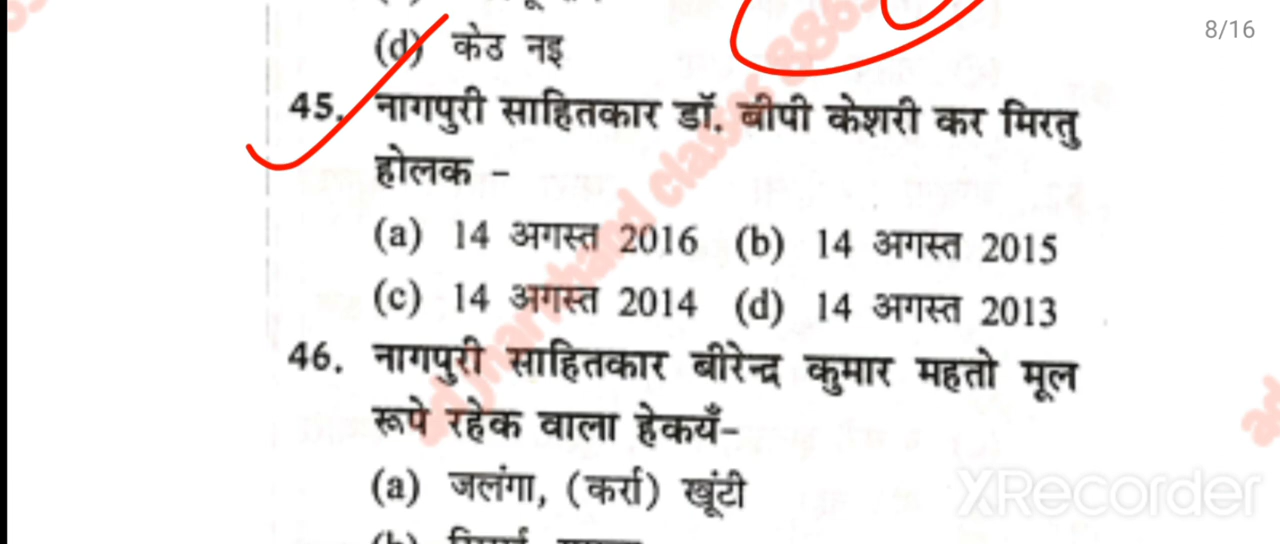 8/16
(d) केउ नइ
45. नागपुरी साहितकार डॉ. बीपी केशरी कर मिरतु
होलक -
(a) 14 अगस्त 2016 (b) 14 अगस्त 2015
(c) 14 अगस्त 2014 (d) 14 अगस्त 2013
46. नागपुरी साहितकार बीरेन्द्र कुमार महतो मूल
रूपे रहेक वाला हेकयँ-
(a) जलंगा, (कर्रा) खूंटी
XRecorder